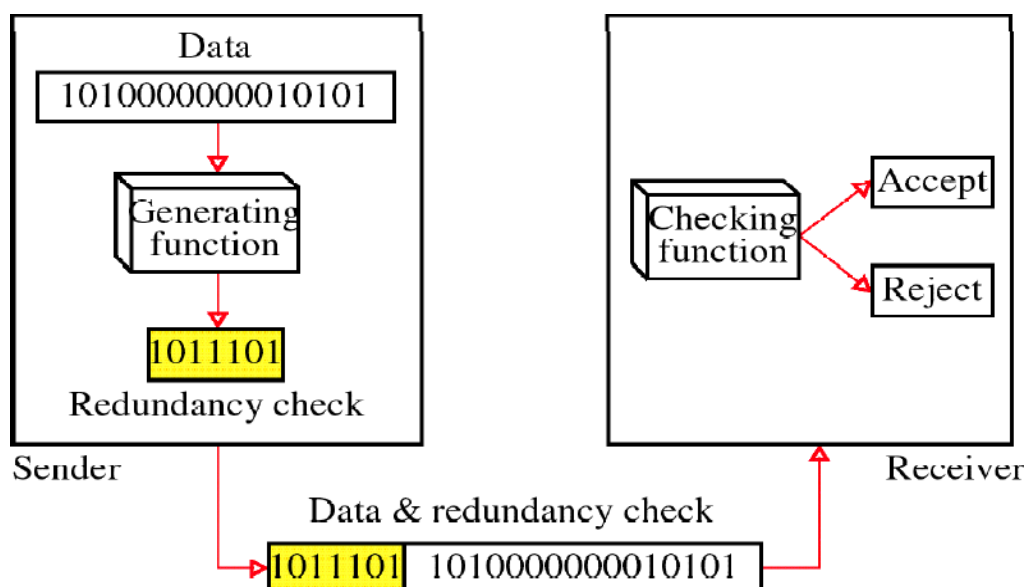 Data
1010000000010101
Generating
function
1011101
Redundancy check
Sender
Checking
function
Accept
Reject
Receiver
Data & redundancy check
1011101 1010000000010101